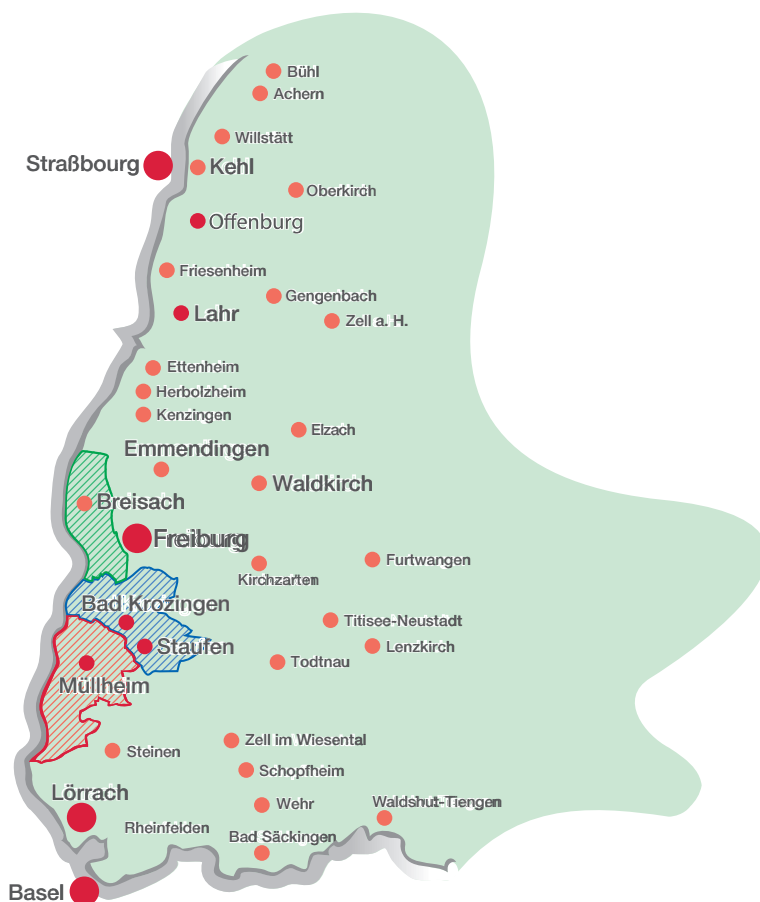 Bühl
Achern
Willstätt
Straßbourg
Kehl
Oberkirch
Offenburg
Friesenheim
Gengenbach
Lahr
Zell a. H.
Ettenheim
Herbolzheim
Kenzingen
Elzach
Emmendingen
Waldkirch
Breisach
Freiburg
Furtwangen
Kirchzarten
Bad Krozingen
Titisee-Neustadt
Staufen
Lenzkirch
Todtnau
Müllheim
Zell im Wiesental
Steinen
Schopfheim
Lörrach
Wehr
Waldshut-Tiengen
Rheinfelden
Bad Säckingen
Basel